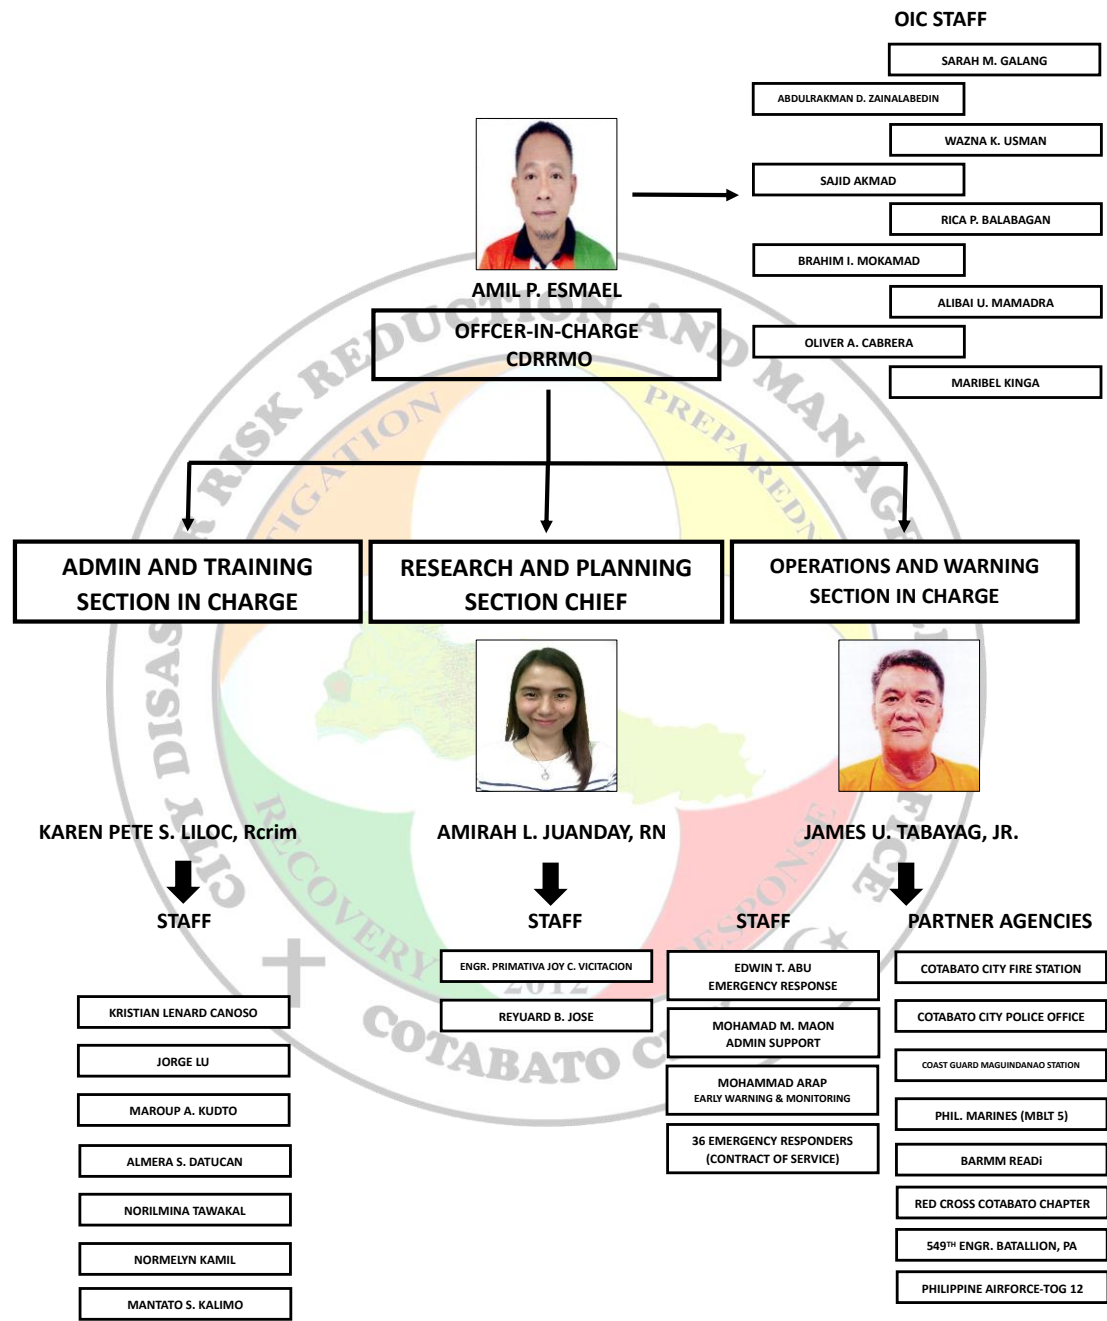 OIC STAFF
SARAH M. GALANG
ABDULRAKMAN D. ZAINALABEDIN
WAZNA K. USMAN
SAJID AKMAD
RICA P. BALABAGAN
BRAHIM I. MOKAMAD
ALIBAI U. MAMADRA
OLIVER A. CABRERA
MARIBEL KINGA
AMIL P. ESMAEL
OFFCER-IN-CHARGE
CDRRMO
ADMIN AND TRAINING
SECTION IN CHARGE
RESEARCH AND PLANNING
SECTION CHIEF
OPERATIONS AND WARNING
SECTION IN CHARGE
KAREN PETE S. LILOC, Rcrim
AMIRAH L. JUANDAY, RN
JAMES U. TABAYAG, JR.
STAFF
KRISTIAN LENARD CANOSO
JORGE LU
MAROUP A. KUDTO
ALMERA S. DATUCAN
NORILMINA TAWAKAL
NORMELYN KAMIL
MANTATO S. KALIMO
STAFF
ENGR. PRIMATIVA JOY C. VICITACION
REYUARD B. JOSE
STAFF
EDWIN T. ABU
EMERGENCY RESPONSE
MOHAMAD M. MAON
ADMIN SUPPORT
MOHAMMAD ARAP
EARLY WARNING & MONITORING
36 EMERGENCY RESPONDERS
(CONTRACT OF SERVICE)
PARTNER AGENCIES
COTABATO CITY FIRE STATION
COTABATO CITY POLICE OFFICE
COAST GUARD MAGUINDANAO STATION
PHIL. MARINES (MBLT 5)
BARMM READi
RED CROSS COTABATO CHAPTER
549TH ENGR. BATALLION, PA
PHILIPPINE AIRFORCE-TOG 12
RISK REDUCTION AND
RECOVERY
2012